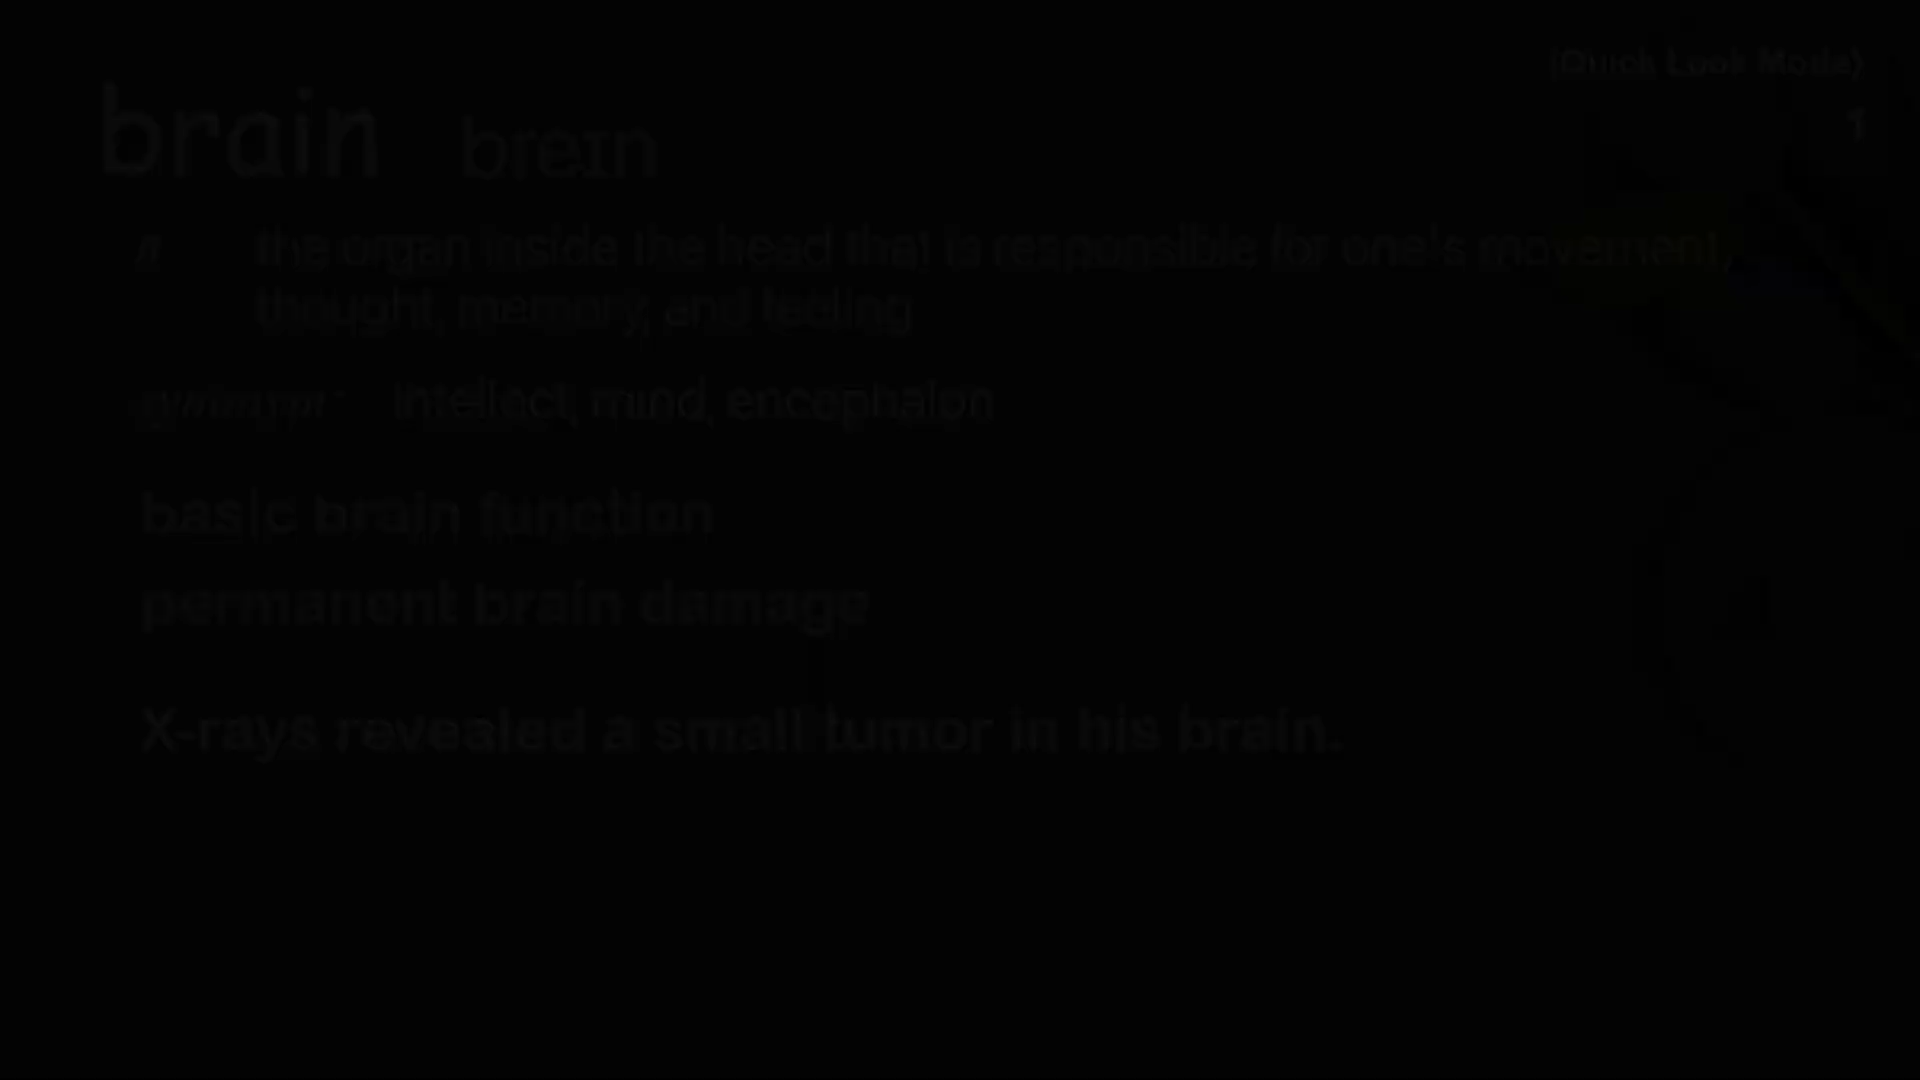 (Quick Look Mode)
1
brain breɪn
n the organ inside the head that is responsible for one's movement,
thought, memory, and feeling
synonym: intellect, mind, encephalon
basic brain function
permanent brain damage
X-rays revealed a small tumor in his brain.